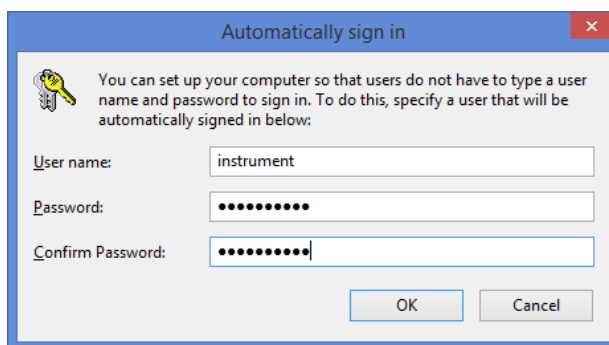 Automatically sign in
You can set up your computer so that users do not have to type a user
name and password to sign in. To do this, specify a user that will be
automatically signed in below:
User name: instrument
Password: ●●●●●●●●●●
Confirm Password: ●●●●●●●●●●
OK Cancel